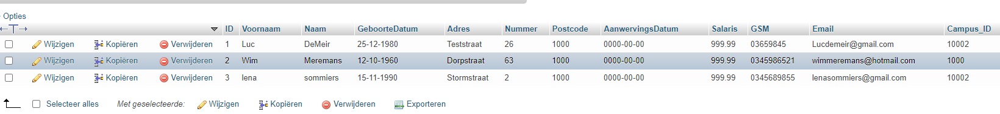 Opties
ID Voornaam Naam GeboorteDatum Adres Nummer Postcode AanwervingsDatum Salaris GSM Email Campus_ID
Wijzigen Kopiëren Verwijderen 1 Luc DeMeir 25-12-1980 Teststraat 26 1000 0000-00-00 999.99 03659845 Lucdemeir@gmail.com 10002
Wijzigen Kopiëren Verwijderen 2 Wim Meremans 12-10-1960 Dorpstraat 63 1000 0000-00-00 999.99 0345986521 wimmeremans@hotmail.com 1000
Wijzigen Kopiëren Verwijderen 3 lena sommiers 15-11-1990 Stormstraat 2 1000 0000-00-00 999.99 0345689855 lenasommiers@gmail.com 10002
Selecteer alles Met geselecteerde: Wijzigen Kopiëren Verwijderen Exporteren